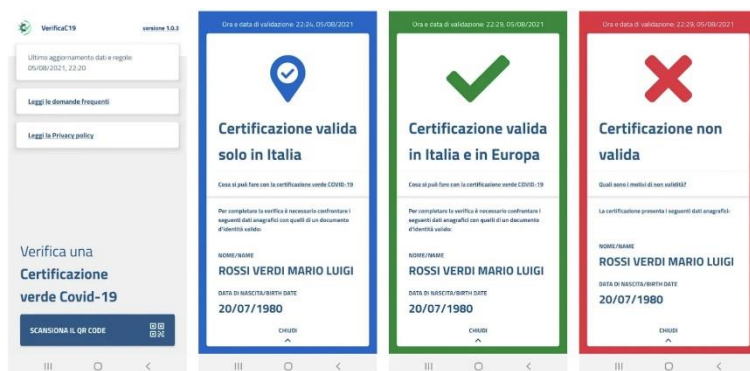 VerificaC19
versione 1.0.3
Ultimo aggiornamento dati e regole
05/08/2021, 22:20
Leggi le domande frequenti
Leggi la Privacy policy
Verifica una
Certificazione
verde Covid-19
SCANSIONA IL QR CODE
Ora e data di validazione: 22:24, 05/08/2021
Certificazione valida
solo in Italia
Cosa si può fare con la certificazione verde COVID-19
Per completare la verifica è necessario confrontare i
seguenti dati anagrafici con quelli di un documento
d'identità valido:
NOME/NAME
ROSSI VERDI MARIO LUIGI
DATA DI NASCITA/BIRTH DATE
20/07/1980
CHIUDI
Ora e data di validazione: 22:29, 05/08/2021
Certificazione valida
in Italia e in Europa
Cosa si può fare con la certificazione verde COVID-19
Per completare la verifica è necessario confrontare i
seguenti dati anagrafici con quelli di un documento
d'identità valido:
NOME/NAME
ROSSI VERDI MARIO LUIGI
DATA DI NASCITA/BIRTH DATE
20/07/1980
CHIUDI
Ora e data di validazione: 22:29, 05/08/2021
Certificazione non
valida
Quali sono i motivi di non validità?
La certificazione presenta i seguenti dati anagrafici:
NOME/NAME
ROSSI VERDI MARIO LUIGI
DATA DI NASCITA/BIRTH DATE
20/07/1980
CHIUDI